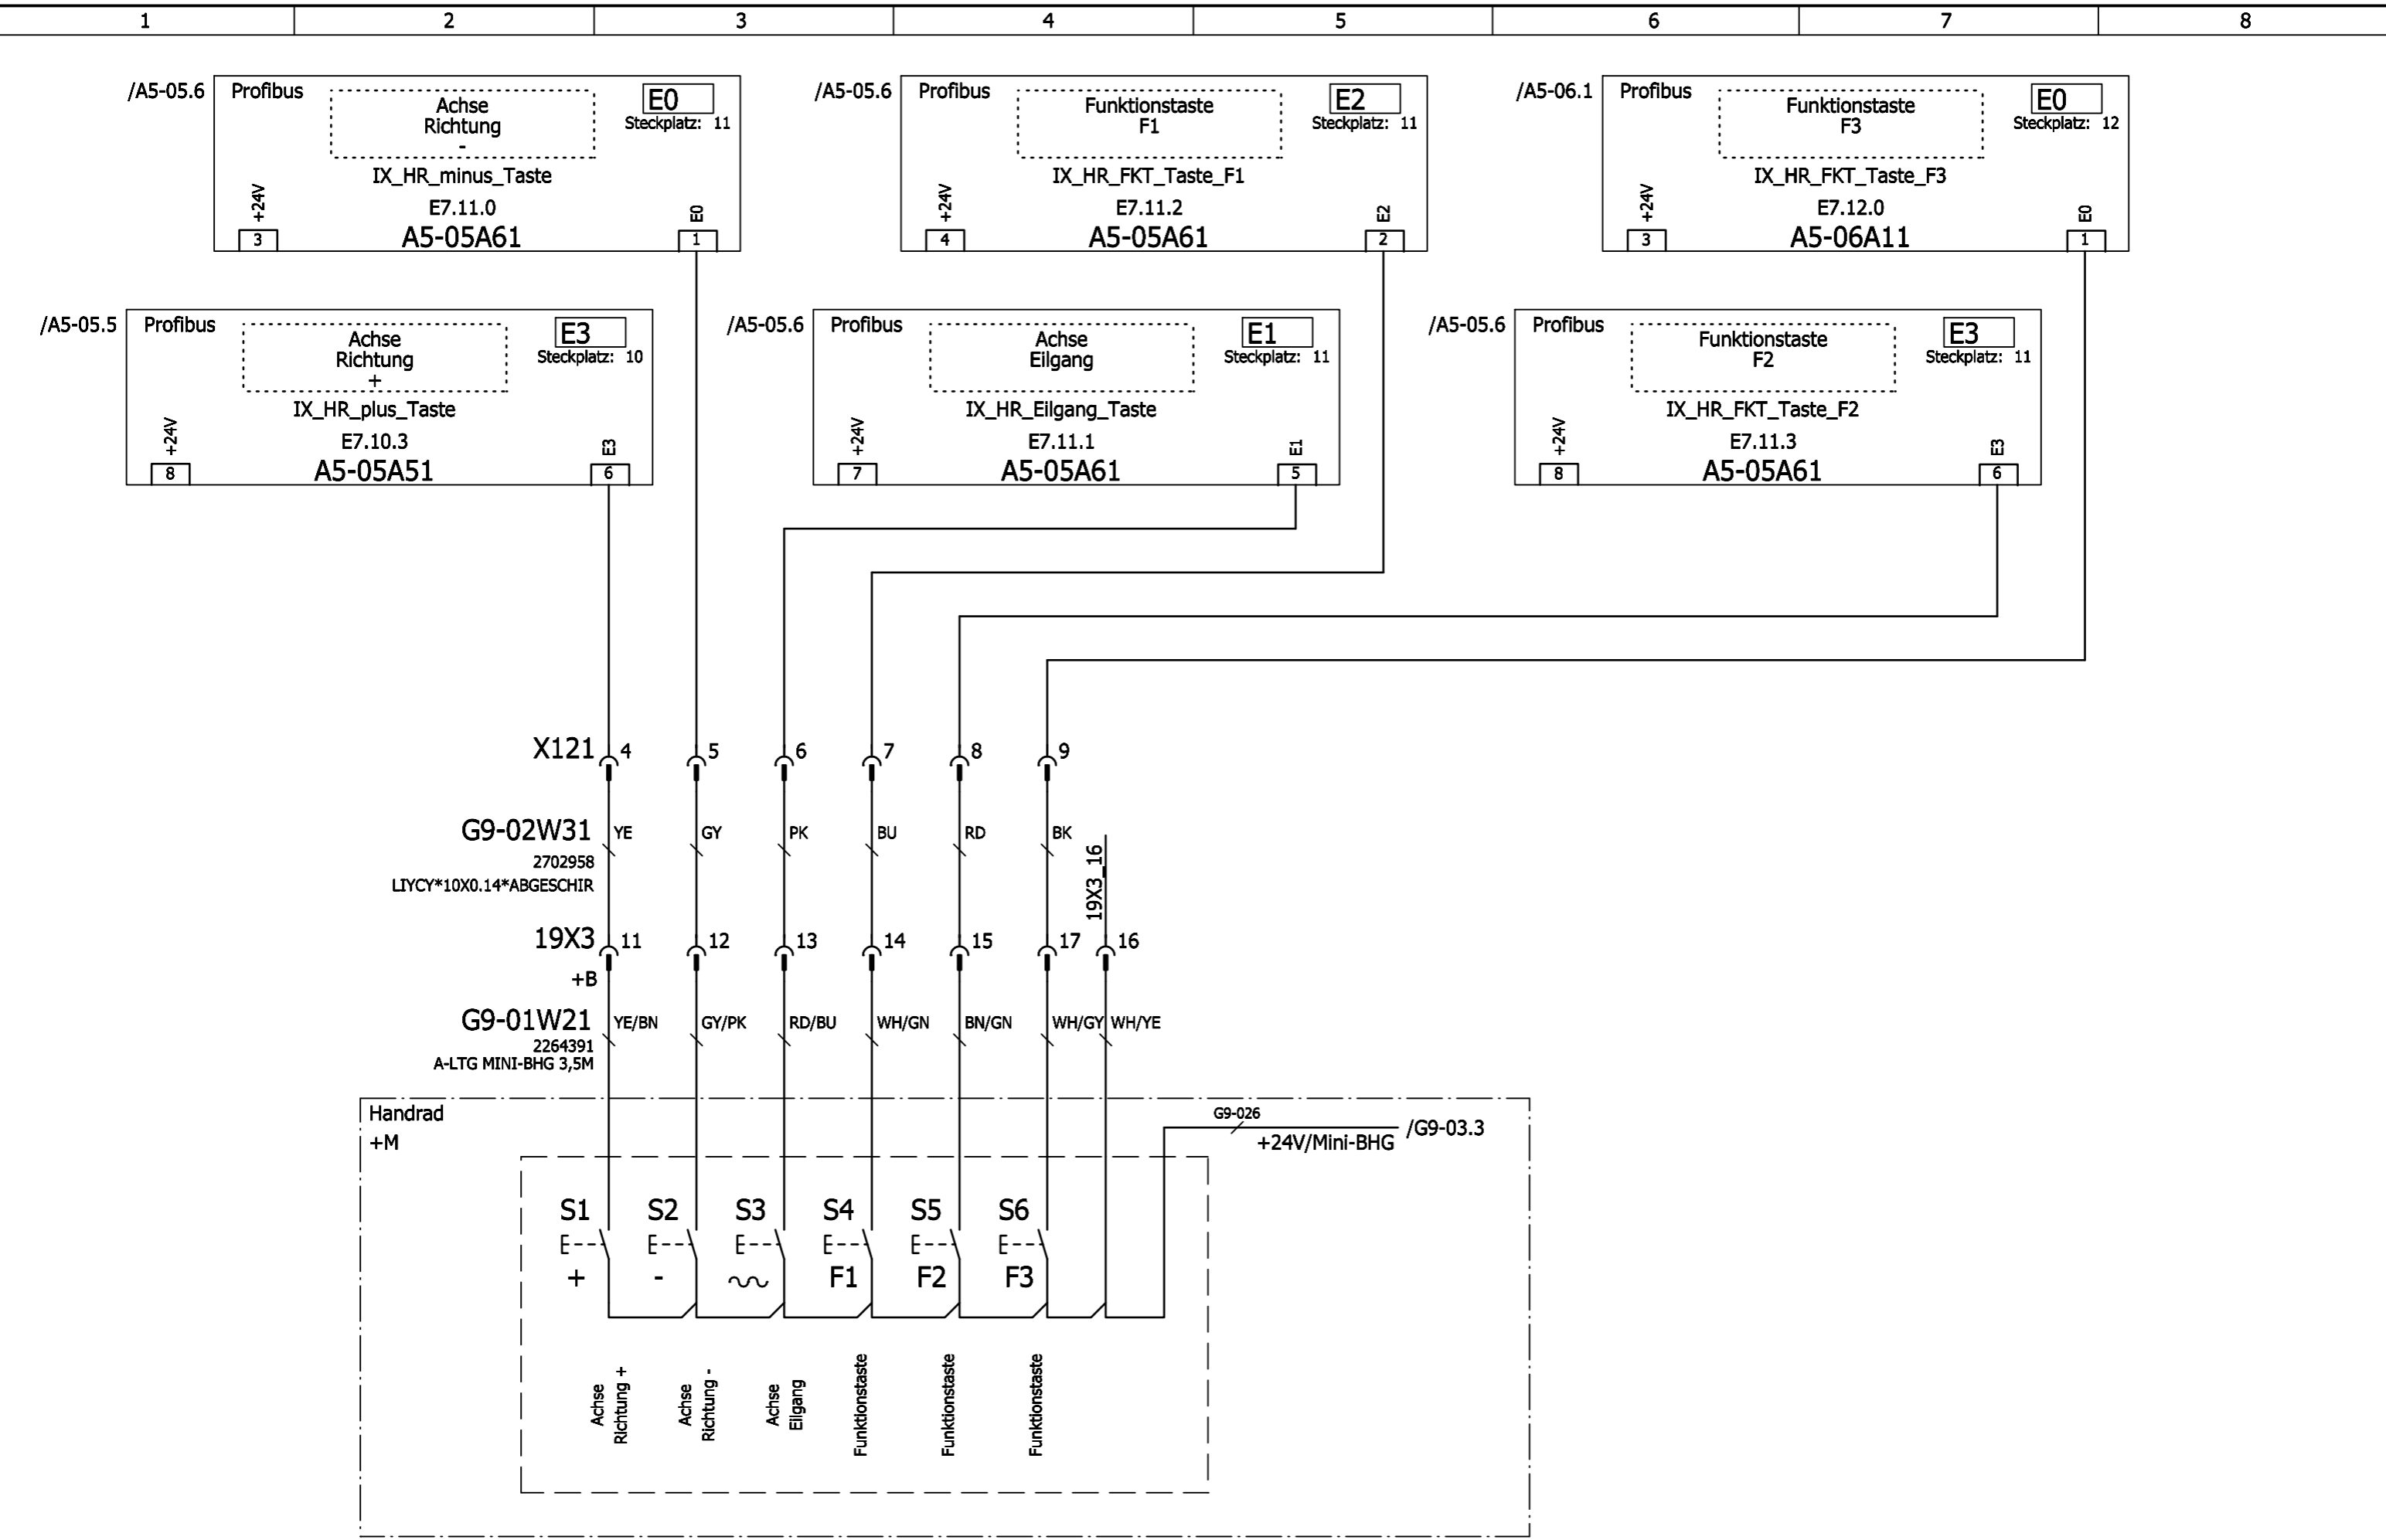 1 2 3 4 5 6 7 8
/A5-05.6 Profibus
Achse
Richtung
-
E0
Steckplatz: 11
IX_HR_minus_Taste
E7.11.0
A5-05A61
+24V
3
E0
1
/A5-05.6 Profibus
Funktionstaste
F1
E2
Steckplatz: 11
IX_HR_FKT_Taste_F1
E7.11.2
A5-05A61
+24V
4
E2
2
/A5-06.1 Profibus
Funktionstaste
F3
E0
Steckplatz: 12
IX_HR_FKT_Taste_F3
E7.12.0
A5-06A11
+24V
3
E0
1
/A5-05.5 Profibus
Achse
Richtung
+
E3
Steckplatz: 10
IX_HR_plus_Taste
E7.10.3
A5-05A51
+24V
8
E3
6
/A5-05.6 Profibus
Achse
Eilgang
E1
Steckplatz: 11
IX_HR_Eilgang_Taste
E7.11.1
A5-05A61
+24V
7
E1
5
/A5-05.6 Profibus
Funktionstaste
F2
E3
Steckplatz: 11
IX_HR_FKT_Taste_F2
E7.11.3
A5-05A61
+24V
8
E3
6
X121 4 5 6 7 8 9
G9-02W31 YE GY PK BU RD BK
2702958
LIYCY*10X0.14*ABGESCHIR
19X3_16
19X3 11 12 13 14 15 17 16
+B
G9-01W21 YE/BN GY/PK RD/BU WH/GN BN/GN WH/GY WH/YE
2264391
A-LTG MINI-BHG 3,5M
Handrad
+M
G9-026
+24V/Mini-BHG /G9-03.3
S1 S2 S3 S4 S5 S6
+ - F1 F2 F3
Achse
Richtung +
Achse
Richtung -
Achse
Eilgang
Funktionstaste
Funktionstaste
Funktionstaste